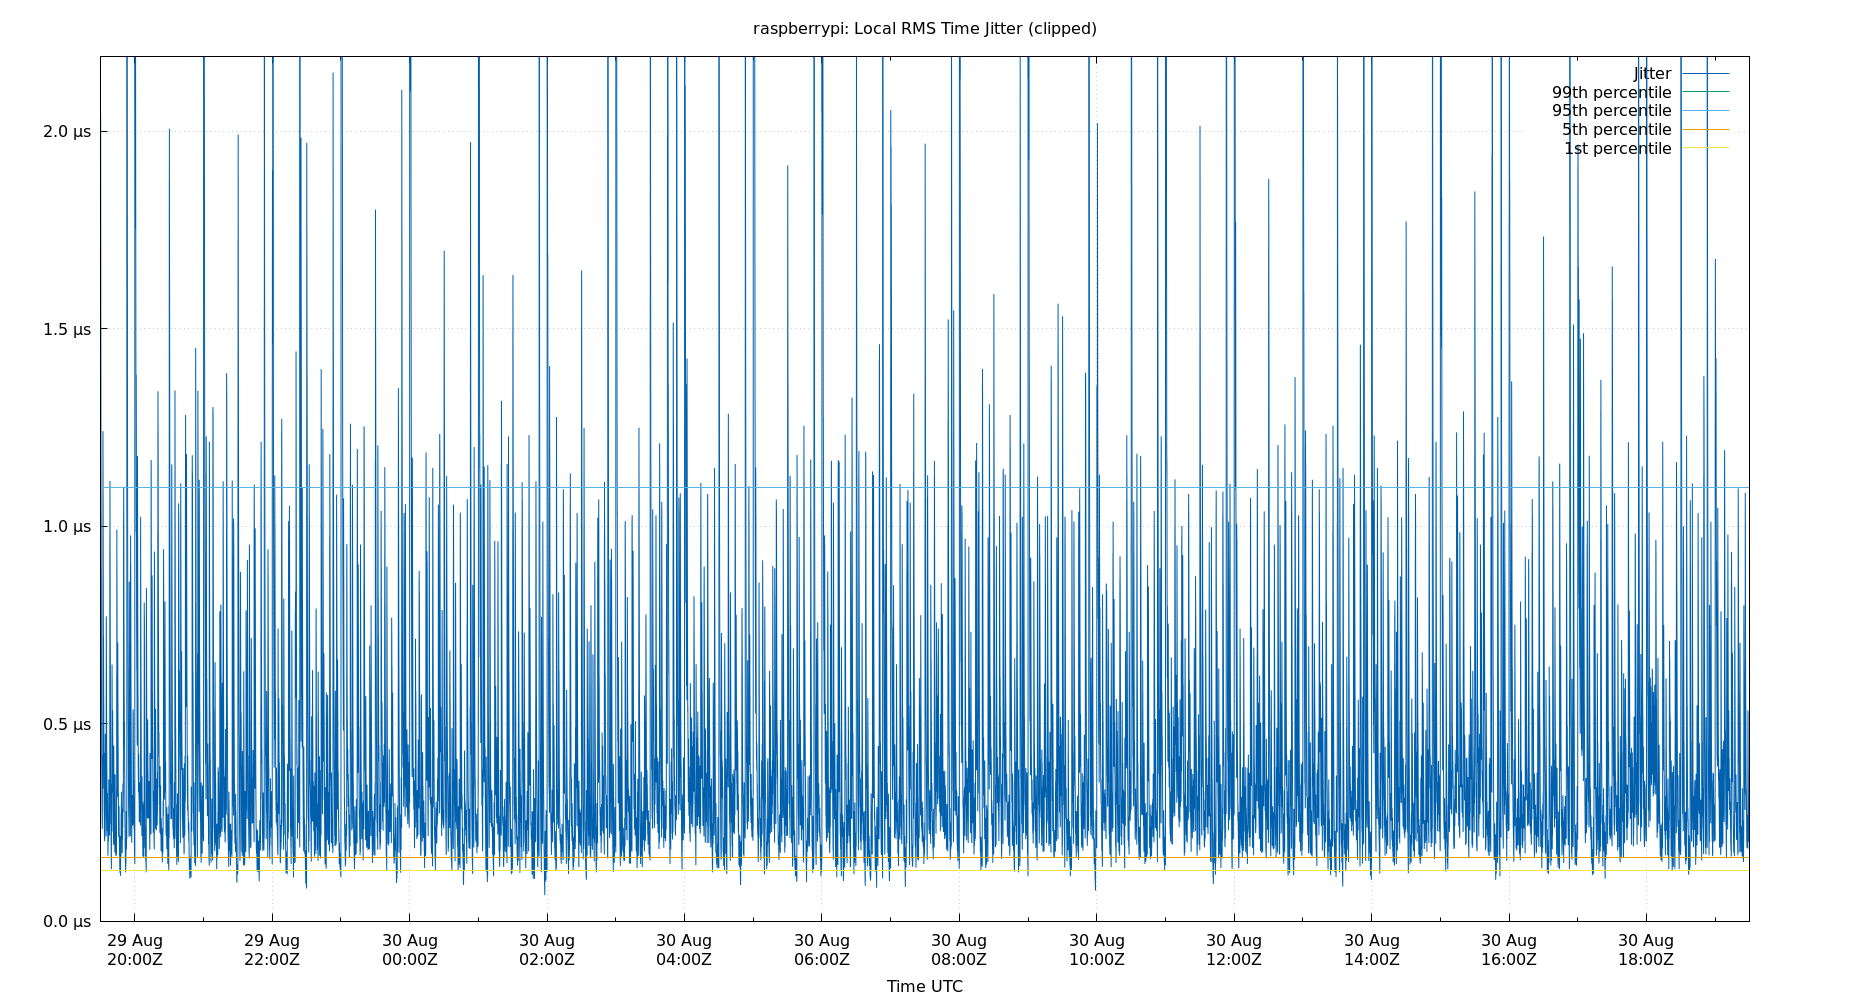 raspberrypi: Local RMS Time Jitter (clipped)
Jitter
99th percentile
95th percentile
5th percentile
1st percentile
2.0 µs
1.5 µs
1.0 µs
0.5 µs
0.0 µs
29 Aug 29 Aug 30 Aug 30 Aug 30 Aug 30 Aug 30 Aug 30 Aug 30 Aug 30 Aug 30 Aug 30 Aug
20:00Z 22:00Z 00:00Z 02:00Z 04:00Z 06:00Z 08:00Z 10:00Z 12:00Z 14:00Z 16:00Z 18:00Z
Time UTC